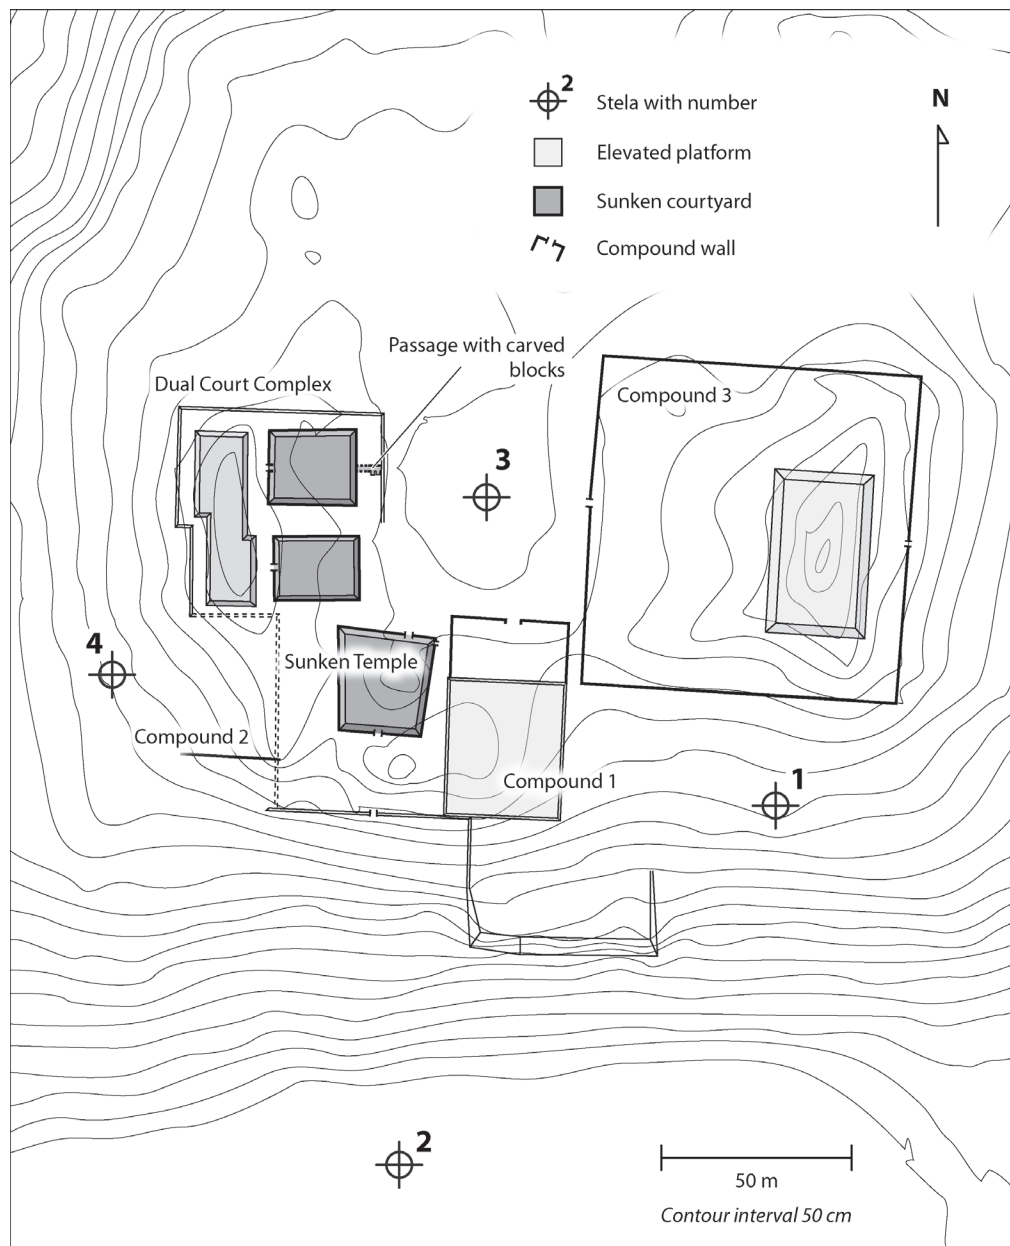 2
Stela with number
N
Elevated platform
Sunken courtyard
Compound wall
Passage with carved
blocks
Dual Court Complex
Compound 3
3
4
Sunken Temple
Compound 2
Compound 1
1
2
50 m
Contour interval 50 cm